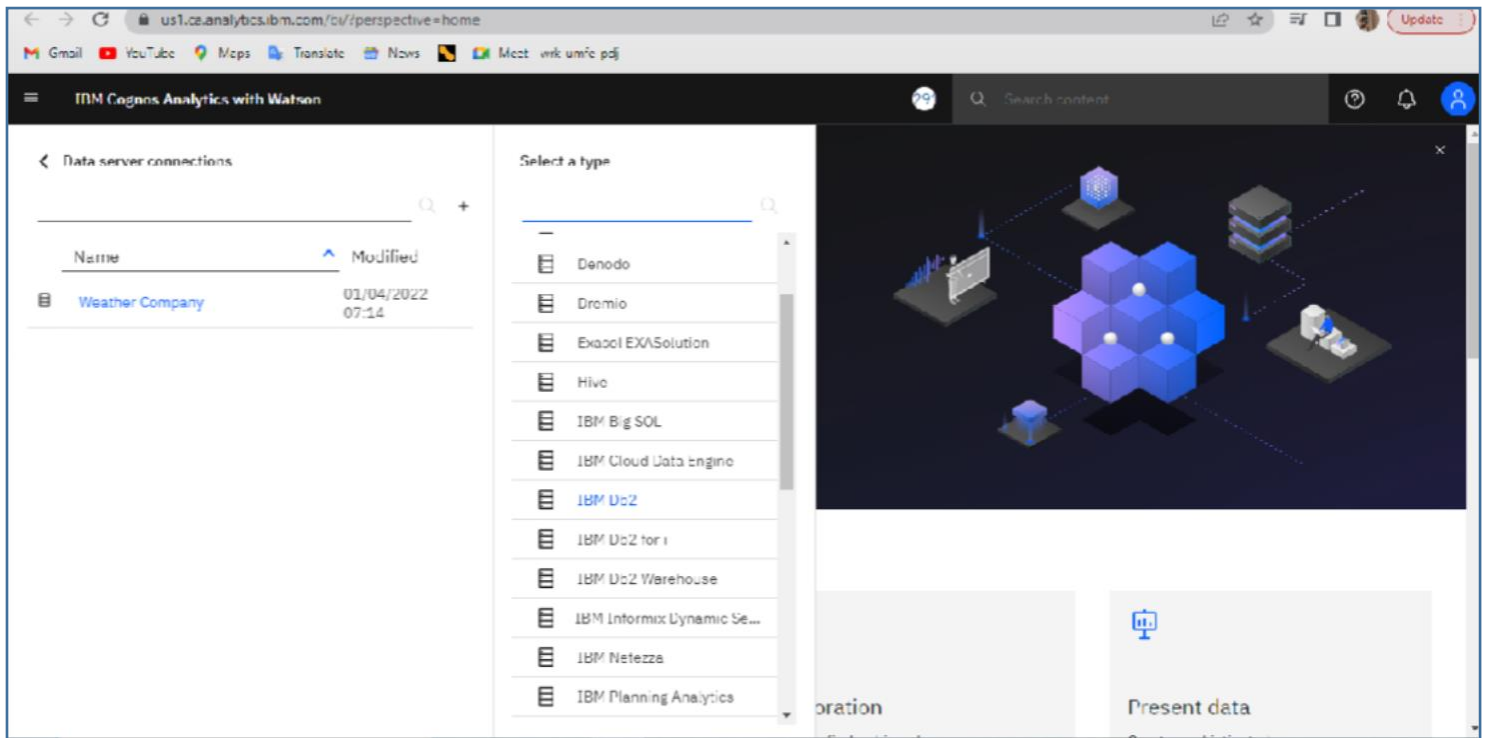 us1.ca.analytics.ibm.com/bi/?perspective=home
Update
Gmail YouTube Maps Translate News Meet
IBM Cognos Analytics with Watson
Search content
Data server connections
Name Modified
Weather Company 01/04/2022
07:14
Select a type
Denodo
Dremio
Exasol EXASolution
Hive
IBM Big SQL
IBM Cloud Data Engine
IBM Db2
IBM Db2 for i
IBM Db2 Warehouse
IBM Informix Dynamic Se...
IBM Netezza
IBM Planning Analytics
oration
Present data